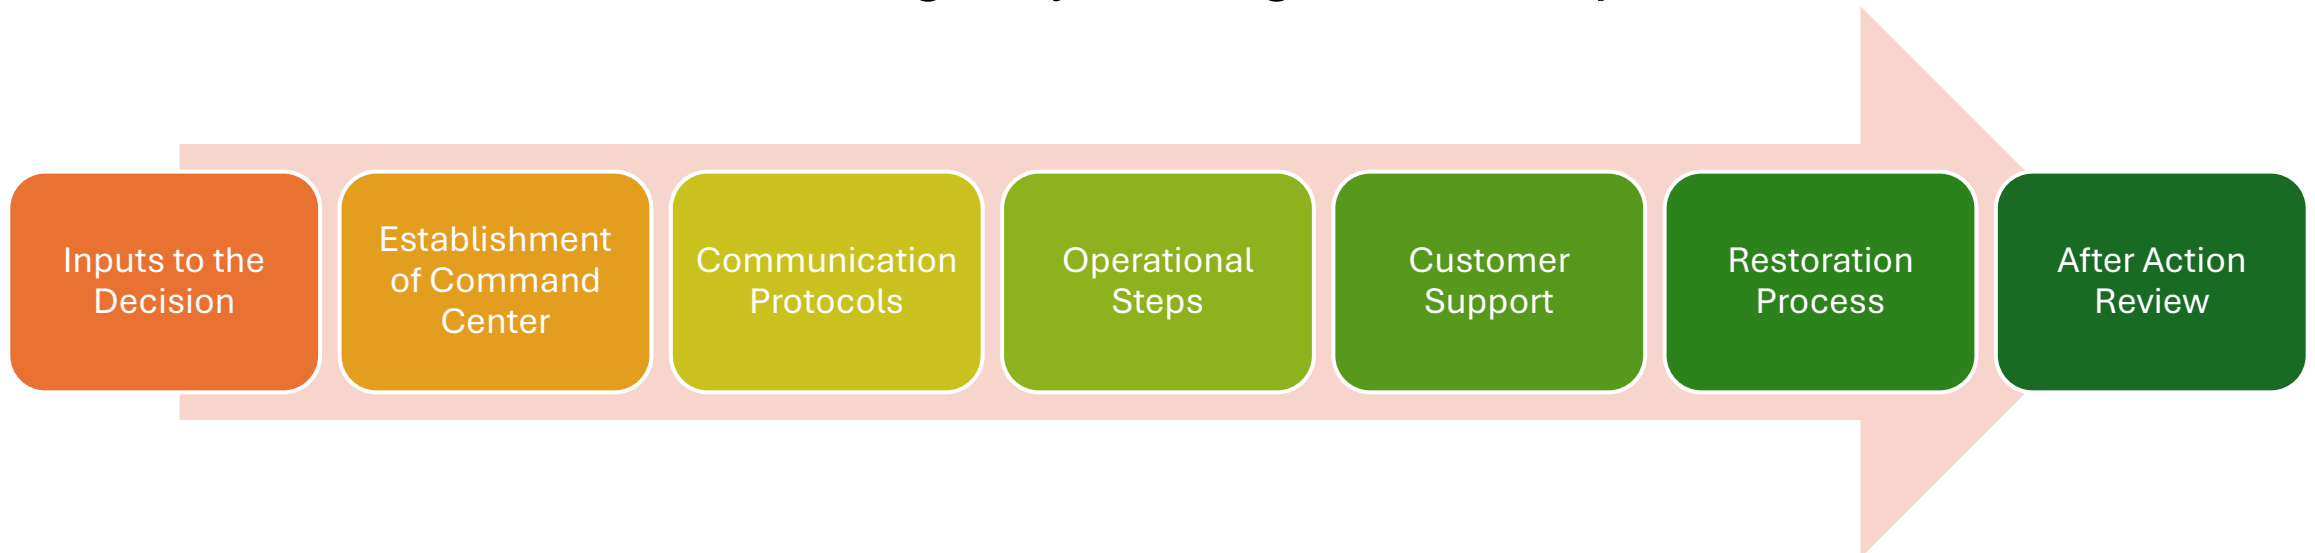 Inputs to the
Decision
Establishment
of Command
Center
Communication
Protocols
Operational
Steps
Customer
Support
Restoration
Process
After Action
Review